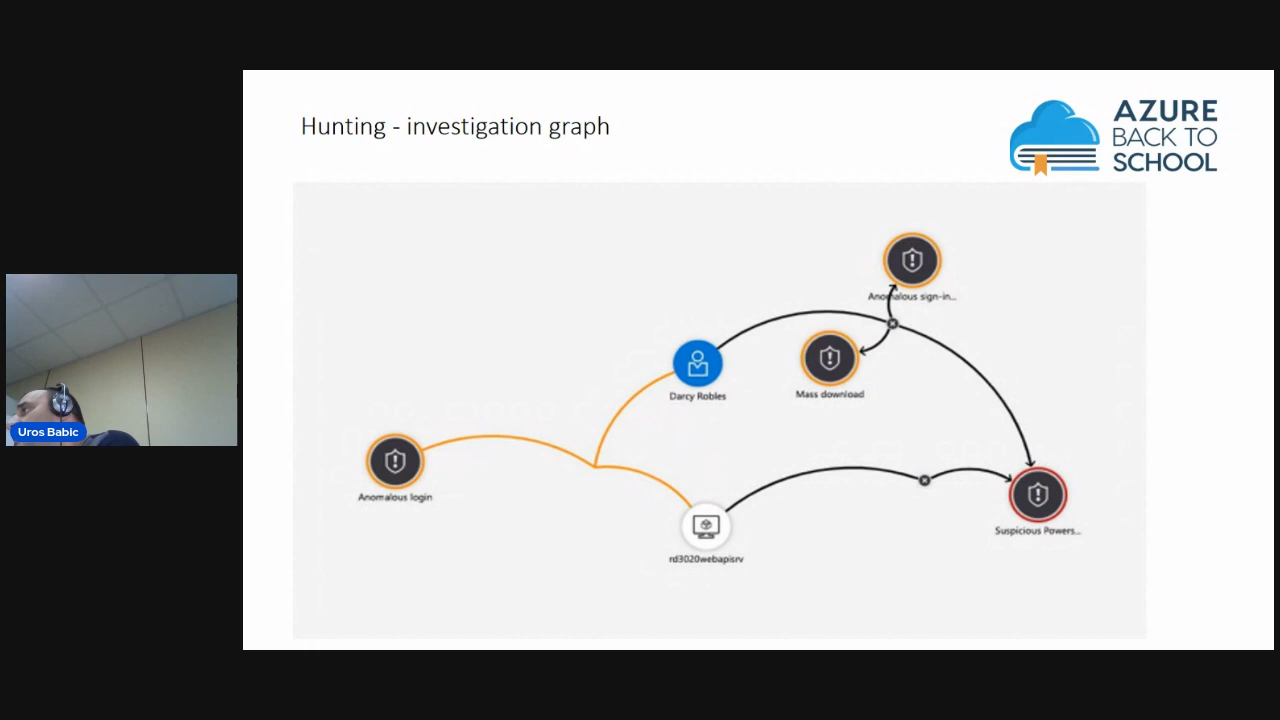 Hunting - investigation graph
AZURE
BACK TO
SCHOOL
Anomalous sign-in...
Darcy Robles
Mass download
Anomalous login
Suspicious Powers...
rd3020webapisrv
Uros Babic